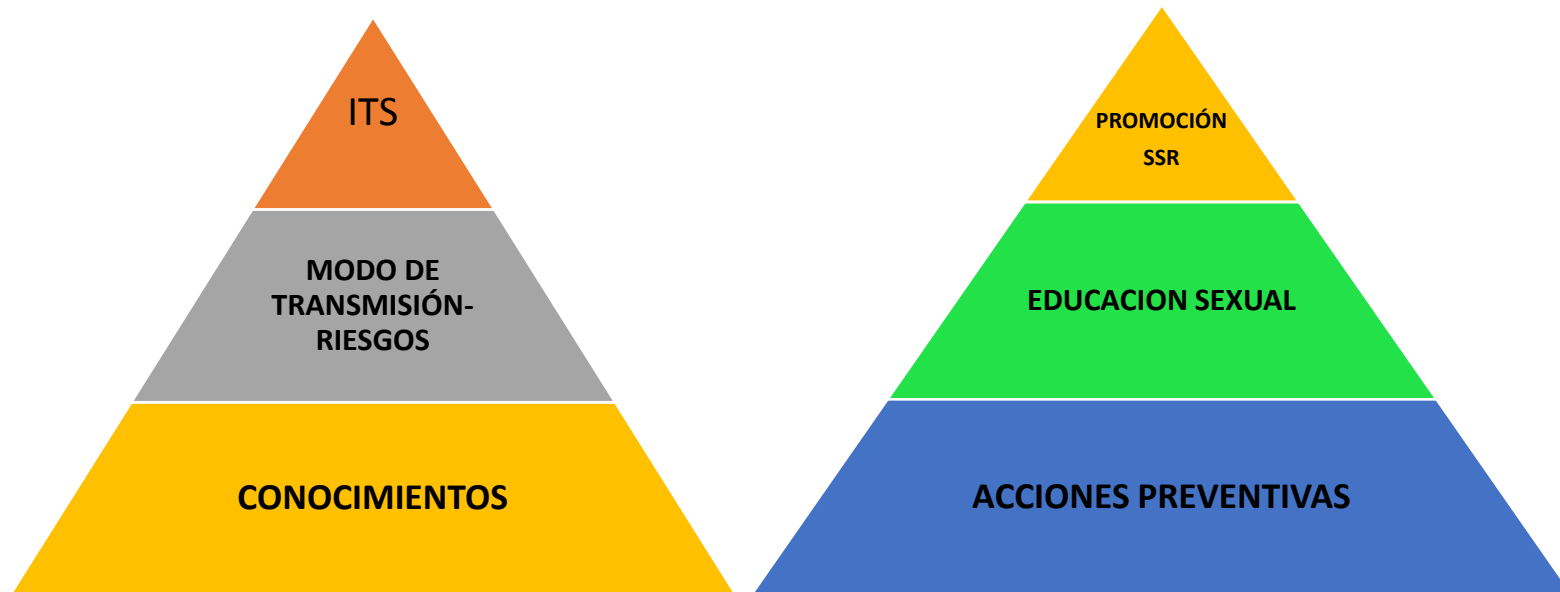 ITS
MODO DE
TRANSMISIÓN-
RIESGOS
CONOCIMIENTOS
PROMOCIÓN
SSR
EDUCACION SEXUAL
ACCIONES PREVENTIVAS